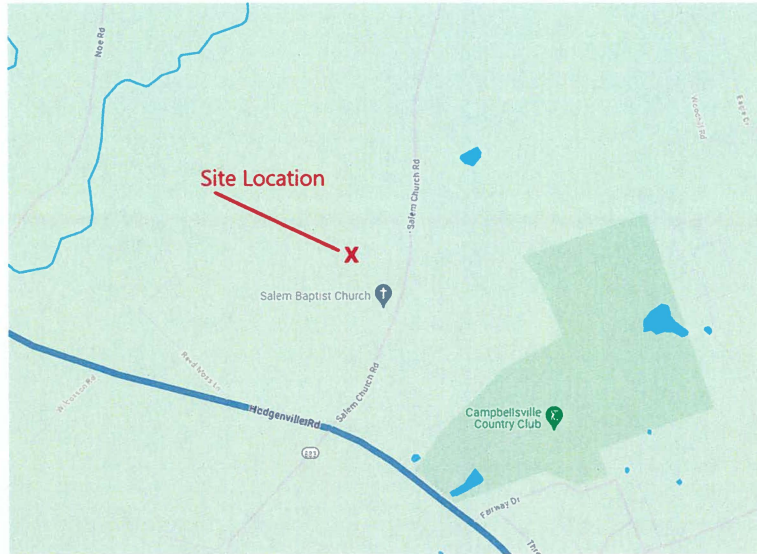 Noe Rd
Site Location
X
Salem Church Rd
Salem Baptist Church
Reed Moss Ln
Salem Church Rd
Hodgenville Rd
Campbellsville
Country Club
Fairway Dr